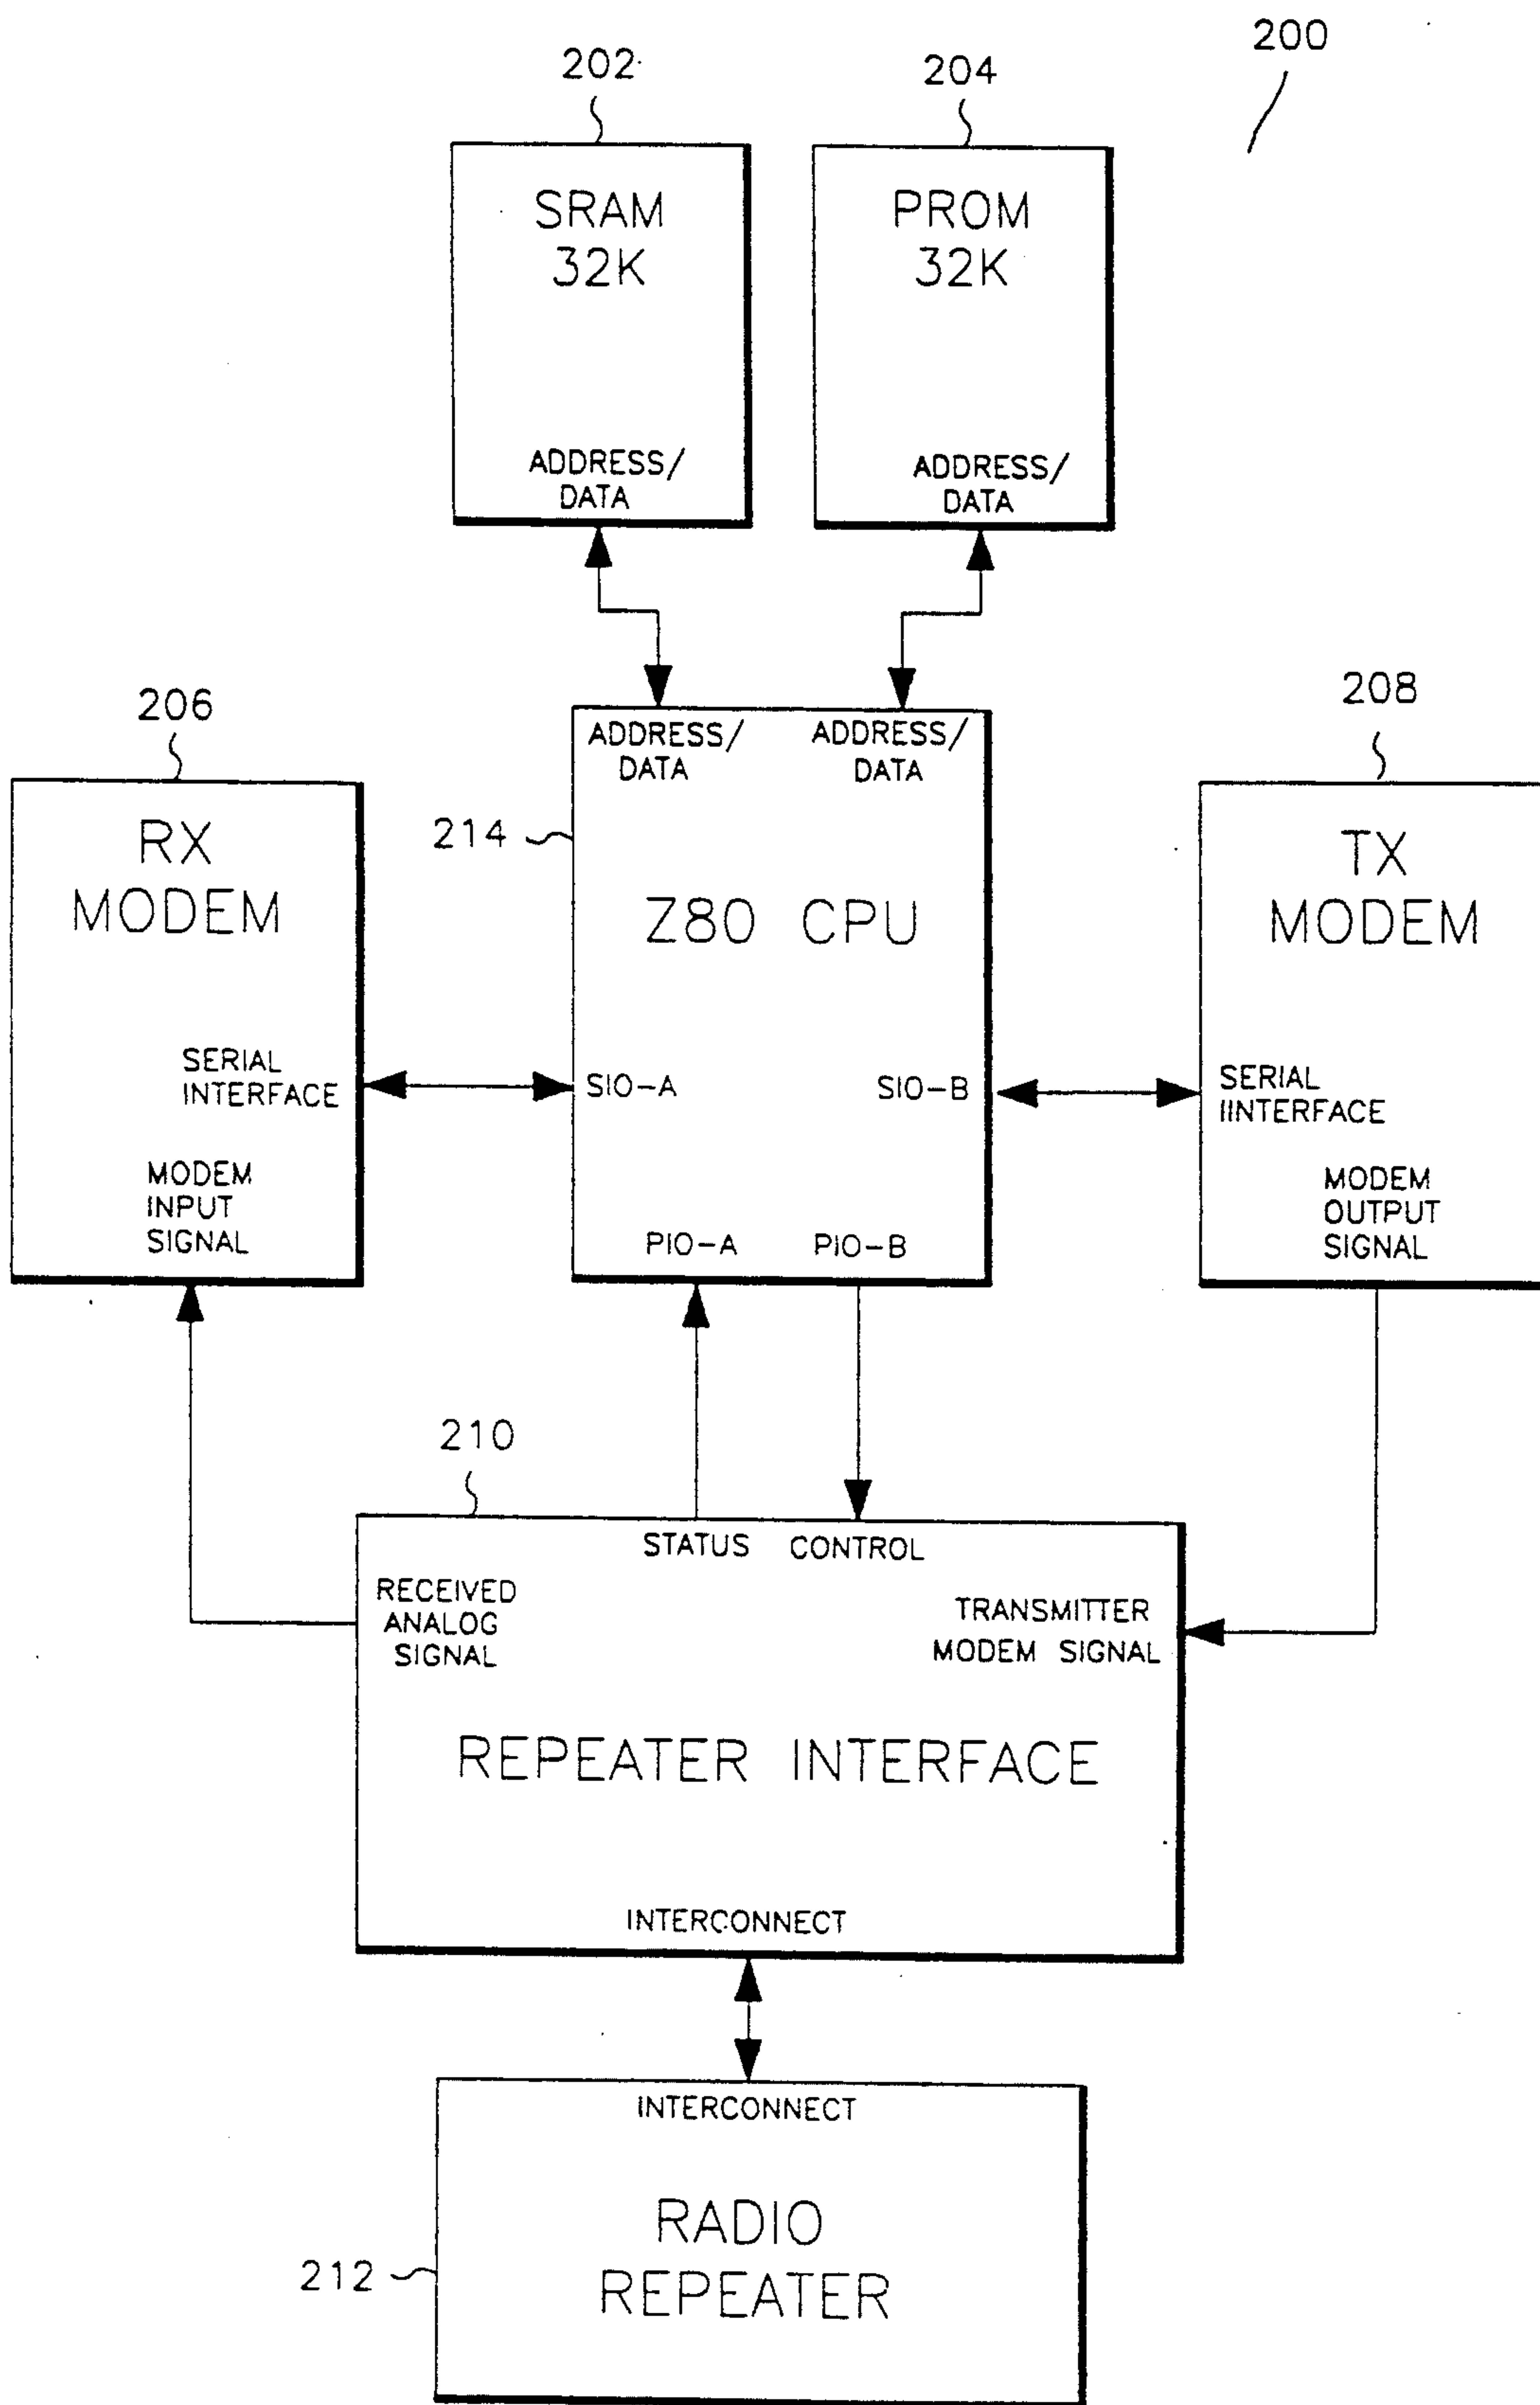 200
202
204
SRAM
32K
ADDRESS/
DATA
PROM
32K
ADDRESS/
DATA
206
RX
MODEM
SERIAL
INTERFACE
MODEM
INPUT
SIGNAL
214
ADDRESS/
DATA
ADDRESS/
DATA
Z80 CPU
SIO-A
SIO-B
PIO-A
PIO-B
208
TX
MODEM
SERIAL
IINTERFACE
MODEM
OUTPUT
SIGNAL
210
STATUS
CONTROL
RECEIVED
ANALOG
SIGNAL
TRANSMITTER
MODEM SIGNAL
REPEATER INTERFACE
INTERCONNECT
INTERCONNECT
212
RADIO
REPEATER